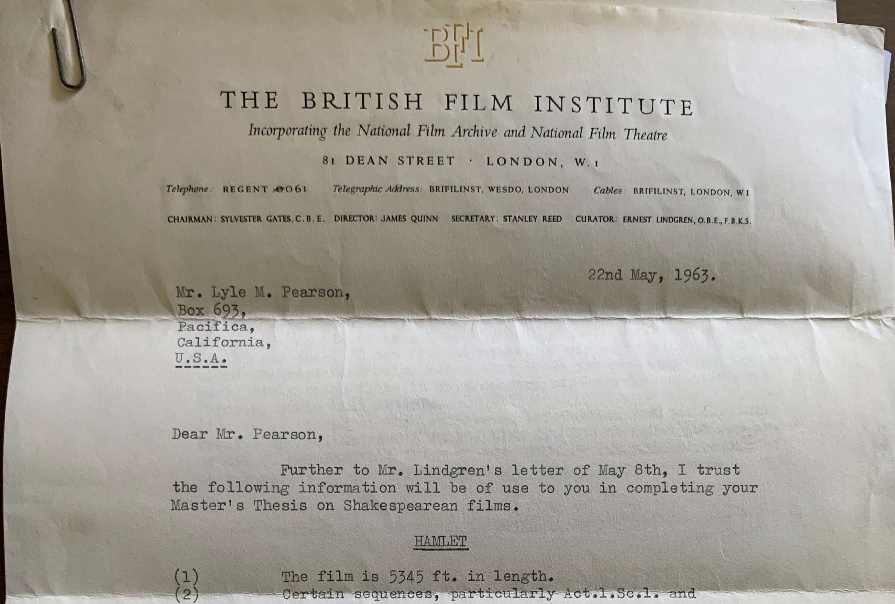 BFI
THE BRITISH FILM INSTITUTE
Incorporating the National Film Archive and National Film Theatre
81 DEAN STREET · LONDON, W.1
Telephone: REGENT 0061 Telegraphic Address: BRIFILINST, WESDO, LONDON Cables: BRIFILINST, LONDON, W1
CHAIRMAN: SYLVESTER GATES, C.B.E. DIRECTOR: JAMES QUINN SECRETARY: STANLEY REED CURATOR: ERNEST LINDGREN, O.B.E., F.B.K.S.
22nd May, 1963.
Mr. Lyle M. Pearson,
Box 693,
Pacifica,
California,
U.S.A.
Dear Mr. Pearson,
Further to Mr. Lindgren's letter of May 8th, I trust
the following information will be of use to you in completing your
Master's Thesis on Shakespearean films.
HAMLET
(1) The film is 5345 ft. in length.
(2) Certain sequences, particularly Act.1.Sc.1. and